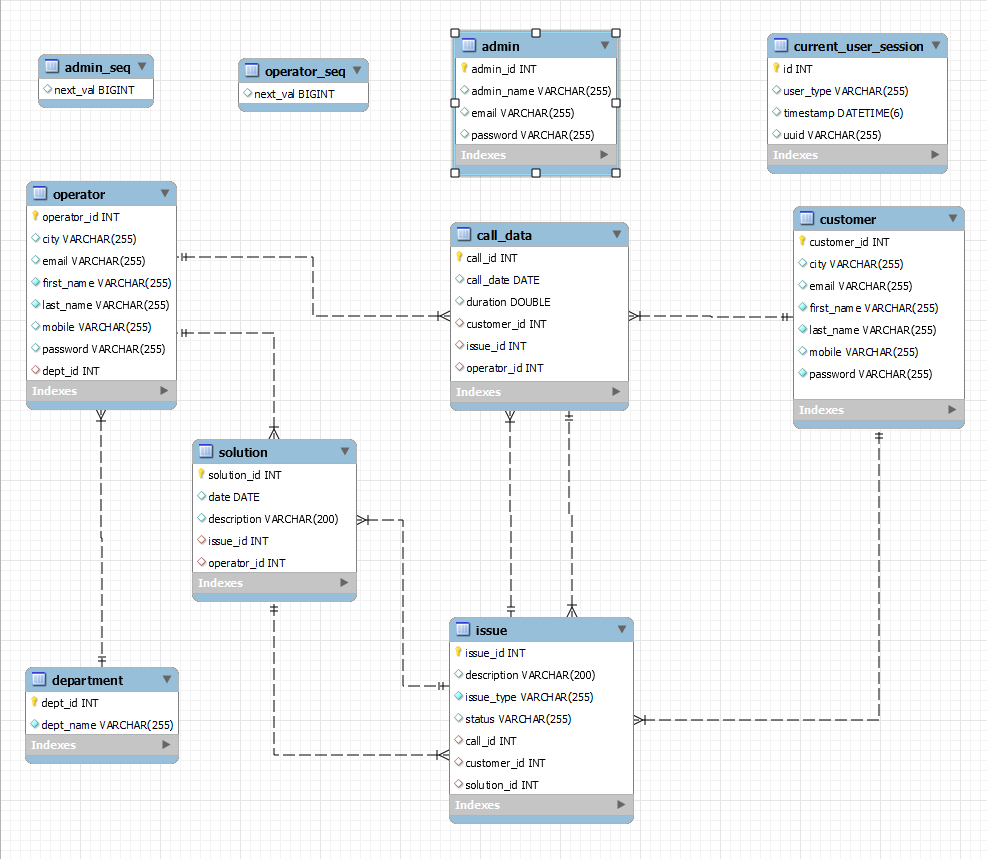 admin_seq
next_val BIGINT
operator_seq
next_val BIGINT
admin
admin_id INT
admin_name VARCHAR(255)
email VARCHAR(255)
password VARCHAR(255)
Indexes
current_user_session
id INT
user_type VARCHAR(255)
timestamp DATETIME(6)
uuid VARCHAR(255)
Indexes
operator
operator_id INT
city VARCHAR(255)
email VARCHAR(255)
first_name VARCHAR(255)
last_name VARCHAR(255)
mobile VARCHAR(255)
password VARCHAR(255)
dept_id INT
Indexes
call_data
call_id INT
call_date DATE
duration DOUBLE
customer_id INT
issue_id INT
operator_id INT
Indexes
customer
customer_id INT
city VARCHAR(255)
email VARCHAR(255)
first_name VARCHAR(255)
last_name VARCHAR(255)
mobile VARCHAR(255)
password VARCHAR(255)
Indexes
solution
solution_id INT
date DATE
description VARCHAR(200)
issue_id INT
operator_id INT
Indexes
department
dept_id INT
dept_name VARCHAR(255)
Indexes
issue
issue_id INT
description VARCHAR(200)
issue_type VARCHAR(255)
status VARCHAR(255)
call_id INT
customer_id INT
solution_id INT
Indexes